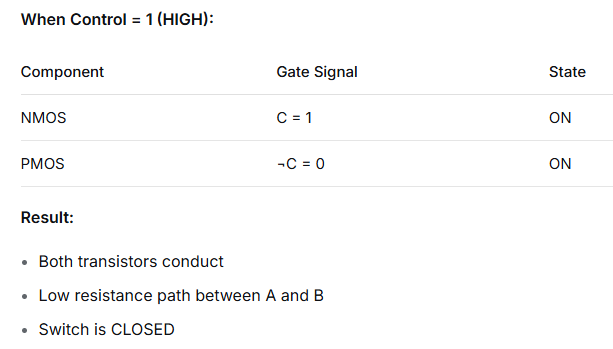 When Control = 1 (HIGH):
Component Gate Signal State
NMOS C = 1 ON
PMOS ¬C = 0 ON
Result:
• Both transistors conduct
• Low resistance path between A and B
• Switch is CLOSED